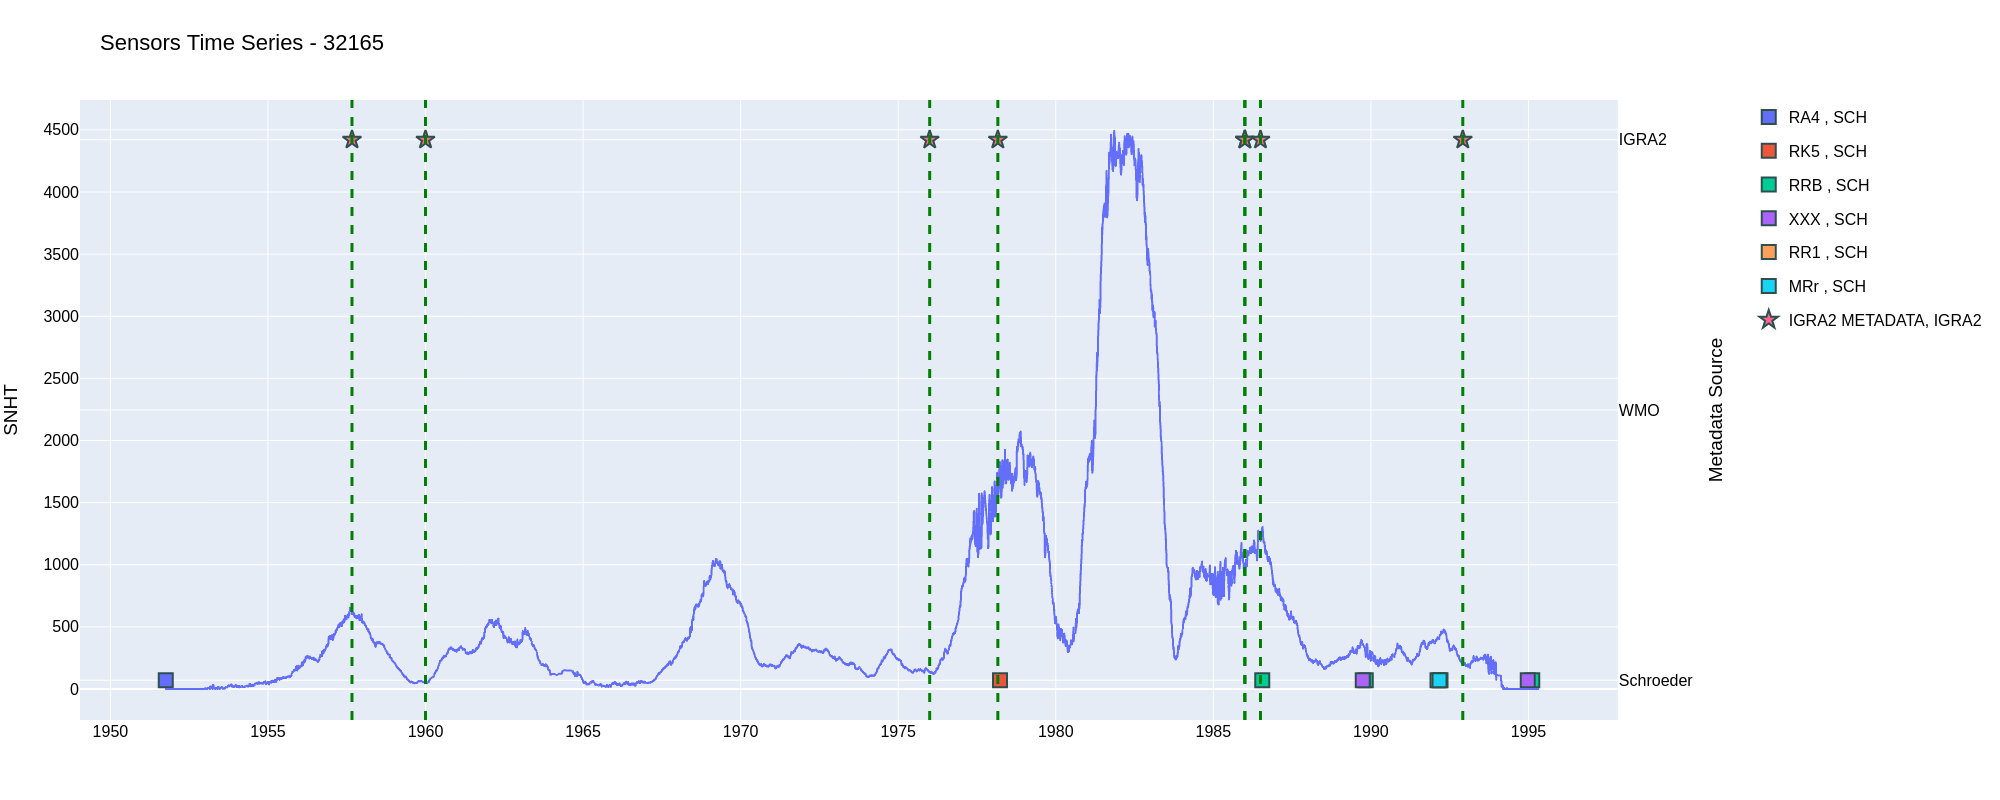 Sensors Time Series - 32165
SNHT
4500
4000
3500
3000
2500
2000
1500
1000
500
0
1950
1955
1960
1965
1970
1975
1980
1985
1990
1995
IGRA2
WMO
Schroeder
Metadata Source
RA4 , SCH
RK5 , SCH
RRB , SCH
XXX , SCH
RR1 , SCH
MRr , SCH
IGRA2 METADATA, IGRA2